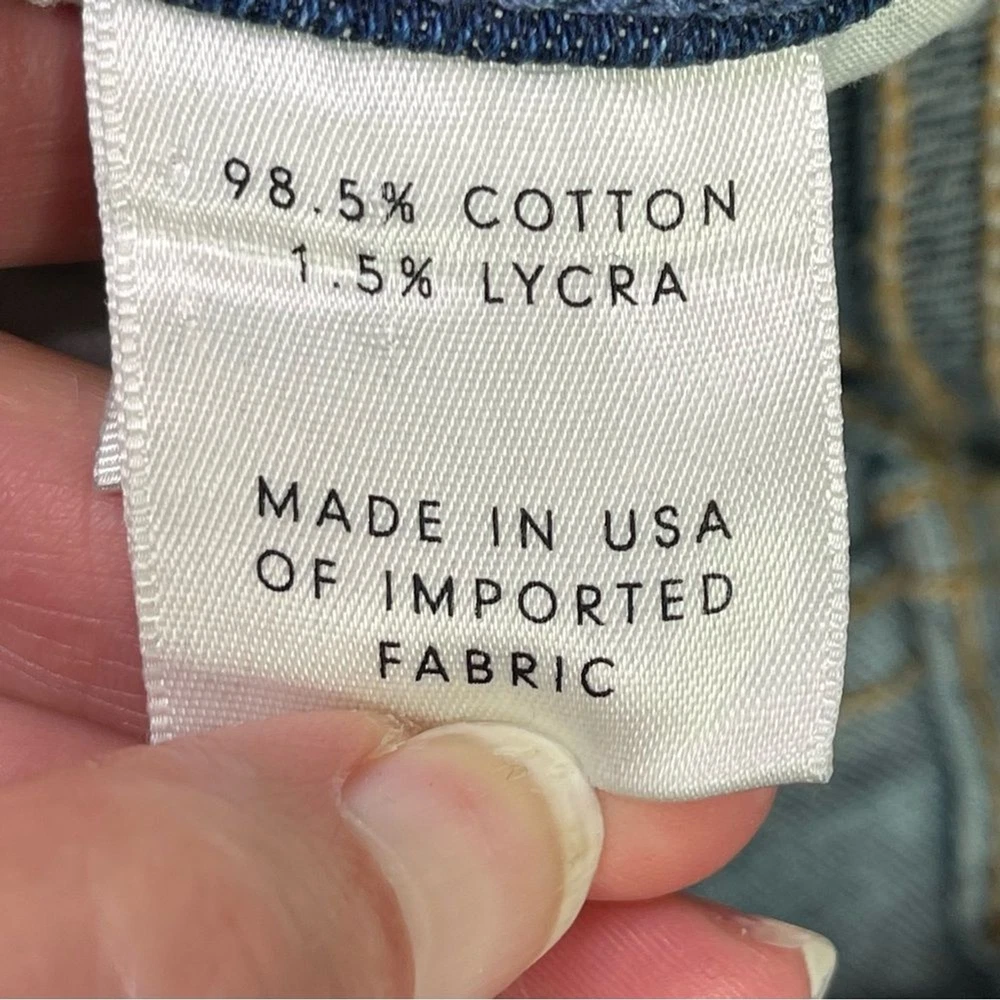 98.5% COTTON
1.5% LYCRA
MADE IN USA
OF IMPORTED
FABRIC